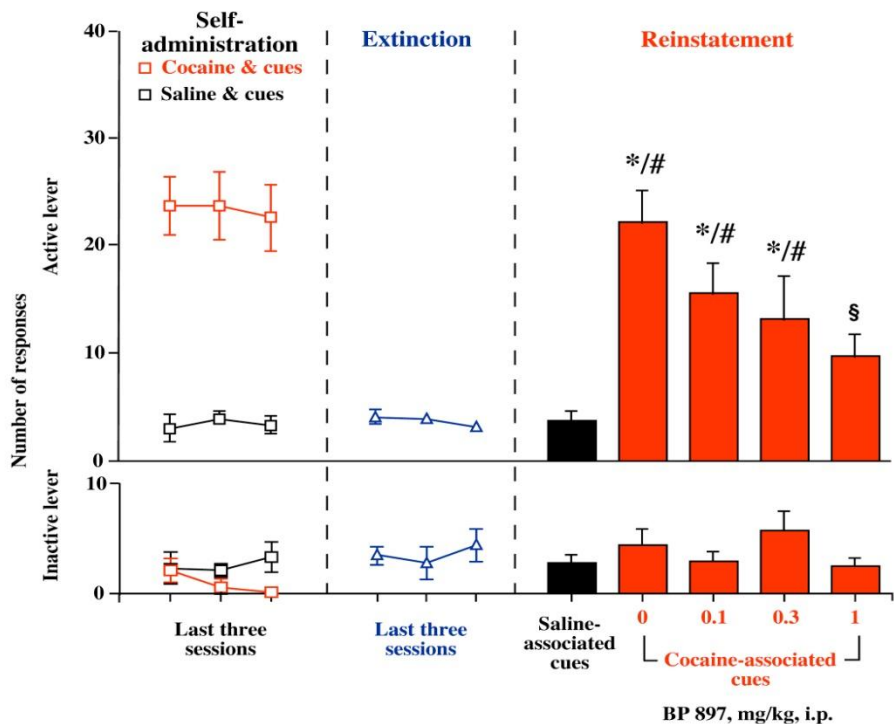 Self-
administration
Cocaine & cues
Saline & cues
Extinction
Reinstatement
Number of responses
Active lever
40
30
20
10
0
*/#
*/#
*/#
§
Inactive lever
10
0
Last three
sessions
Last three
sessions
Saline-
associated
cues
0
0.1
0.3
1
Cocaine-associated
cues
BP 897, mg/kg, i.p.